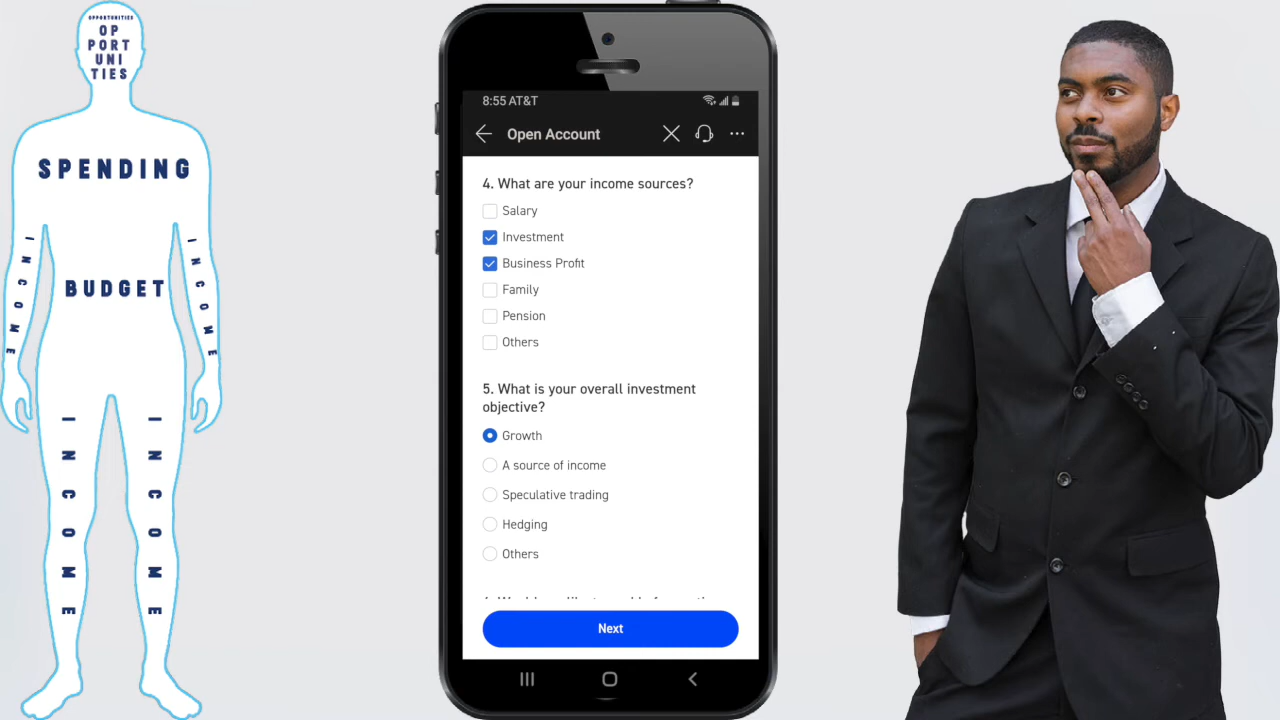 OPPORTUNITIES
OP
PORT
UNI
TIES
SPENDING
INCOME
INCOME
BUDGET
INCOME
INCOME
8:55 AT&T
Open Account
4. What are your income sources?
Salary
Investment
Business Profit
Family
Pension
Others
5. What is your overall investment
objective?
Growth
A source of income
Speculative trading
Hedging
Others
Next